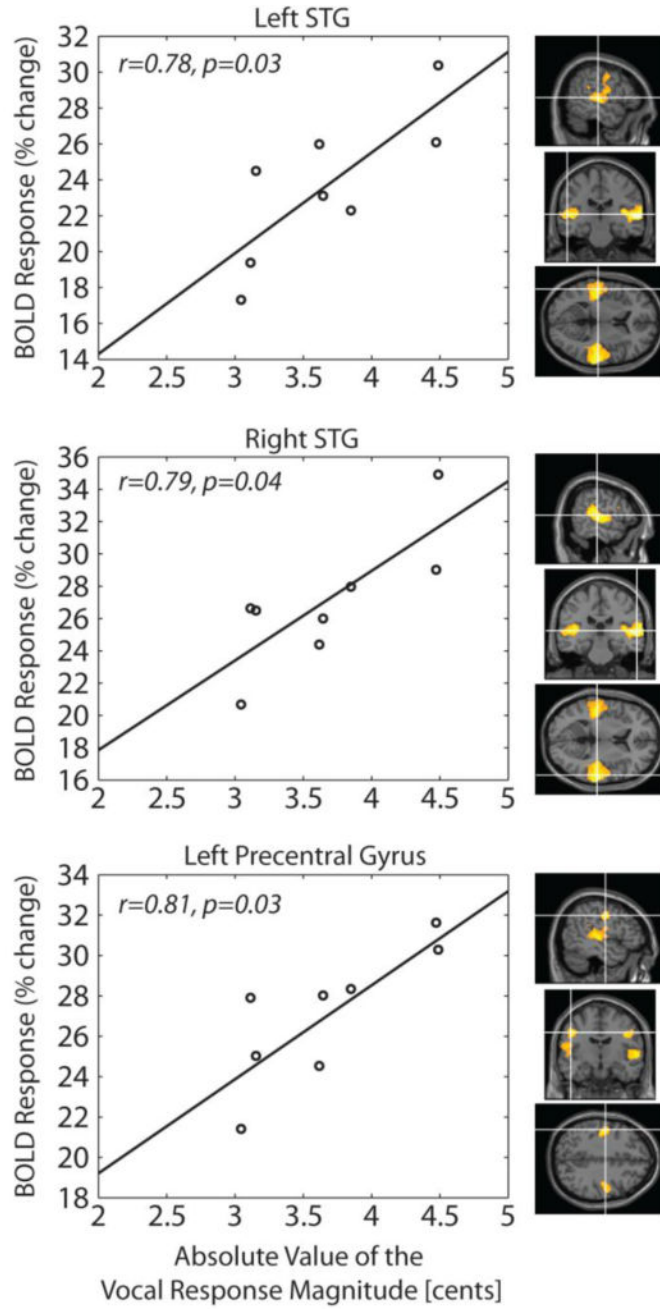 Left STG
r=0.78, p=0.03
BOLD Response (% change)
32
30
28
26
24
22
20
18
16
14
2 2.5 3 3.5 4 4.5 5
Right STG
r=0.79, p=0.04
BOLD Response (% change)
36
34
32
30
28
26
24
22
20
18
16
2 2.5 3 3.5 4 4.5 5
Left Precentral Gyrus
r=0.81, p=0.03
BOLD Response (% change)
34
32
30
28
26
24
22
20
18
2 2.5 3 3.5 4 4.5 5
Absolute Value of the
Vocal Response Magnitude [cents]